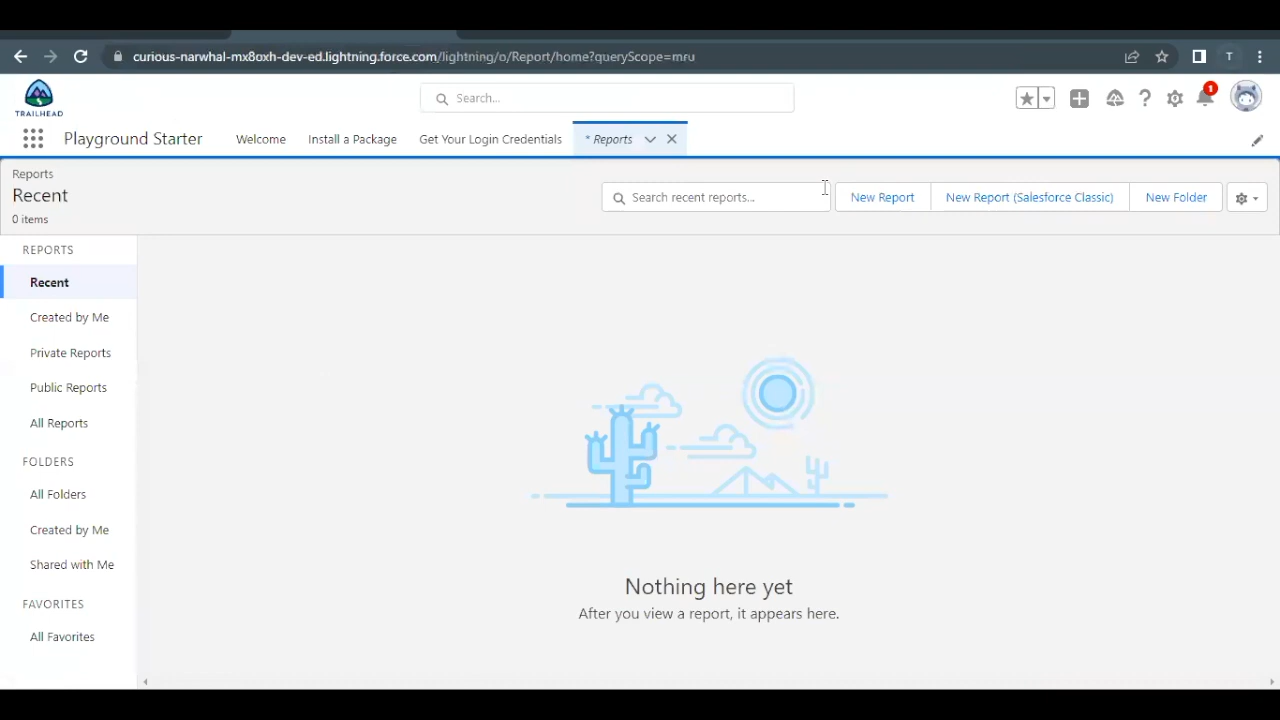 curious-narwhal-mx8oxh-dev-ed.lightning.force.com/lightning/o/Report/home?queryScope=mru
T
TRAILHEAD
Search...
1
Playground Starter
Welcome
Install a Package
Get Your Login Credentials
* Reports
Reports
Recent
0 items
Search recent reports...
New Report
New Report (Salesforce Classic)
New Folder
REPORTS
Recent
Created by Me
Private Reports
Public Reports
All Reports
FOLDERS
All Folders
Created by Me
Shared with Me
FAVORITES
All Favorites
Nothing here yet
After you view a report, it appears here.